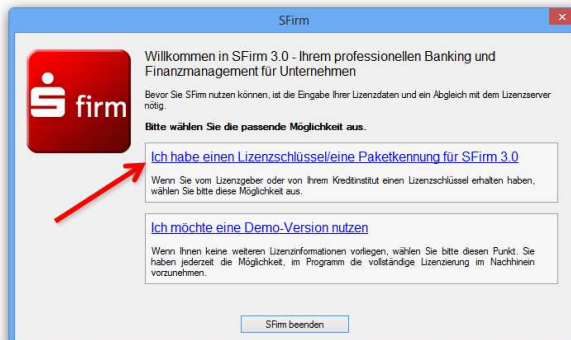 SFirm
firm
Willkommen in SFirm 3.0 - Ihrem professionellen Banking und
Finanzmanagement für Unternehmen
Bevor Sie SFirm nutzen können, ist die Eingabe Ihrer Lizenzdaten und ein Abgleich mit dem Lizenzserver
nötig.
Bitte wählen Sie die passende Möglichkeit aus.
Ich habe einen Lizenzschlüssel/eine Paketkennung für SFirm 3.0
Wenn Sie vom Lizenzgeber oder von Ihrem Kreditinstitut einen Lizenzschlüssel erhalten haben,
wählen Sie bitte diese Möglichkeit aus.
Ich möchte eine Demo-Version nutzen
Wenn Ihnen keine weiteren Lizenzinformationen vorliegen, wählen Sie bitte diesen Punkt. Sie
haben jederzeit die Möglichkeit, im Programm die vollständige Lizenzierung im Nachhinein
vorzunehmen.
SFirm beenden